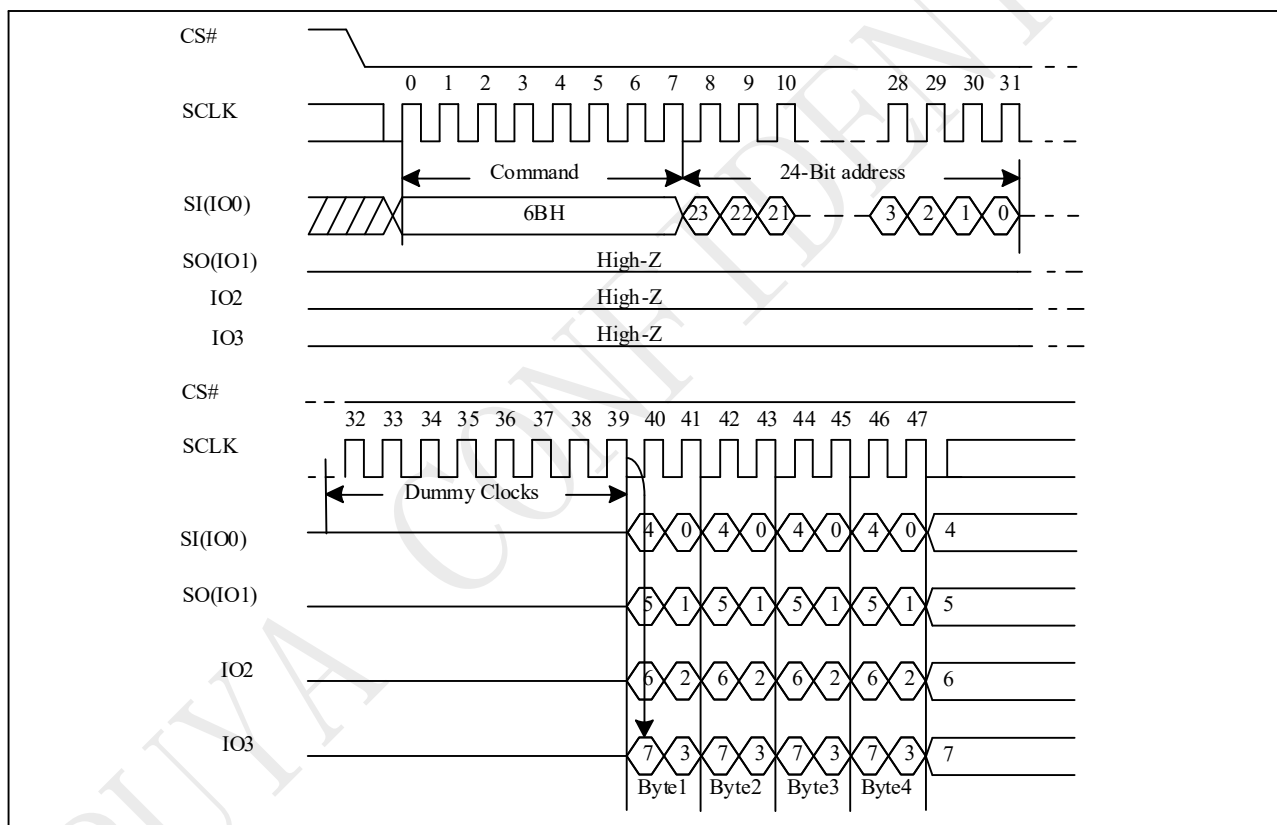 CS#
0 1 2 3 4 5 6 7 8 9 10 28 29 30 31
SCLK
Command 24-Bit address
SI(IO0) 6BH 23 22 21 3 2 1 0
SO(IO1) High-Z
IO2 High-Z
IO3 High-Z
CS#
32 33 34 35 36 37 38 39 40 41 42 43 44 45 46 47
SCLK
Dummy Clocks
SI(IO0) 4 0 4 0 4 0 4 0 4
SO(IO1) 5 1 5 1 5 1 5 1 5
IO2 6 2 6 2 6 2 6 2 6
IO3 7 3 7 3 7 3 7 3 7
Byte1 Byte2 Byte3 Byte4
PUYA CONFIDENT